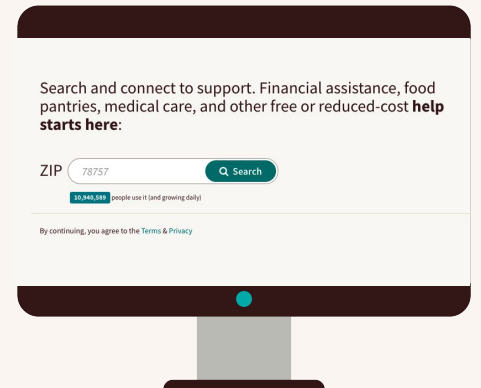 Search and connect to support. Financial assistance, food
pantries, medical care, and other free or reduced-cost help
starts here:
ZIP 78757 Search
10,940,589 people use it (and growing daily)
By continuing, you agree to the Terms & Privacy